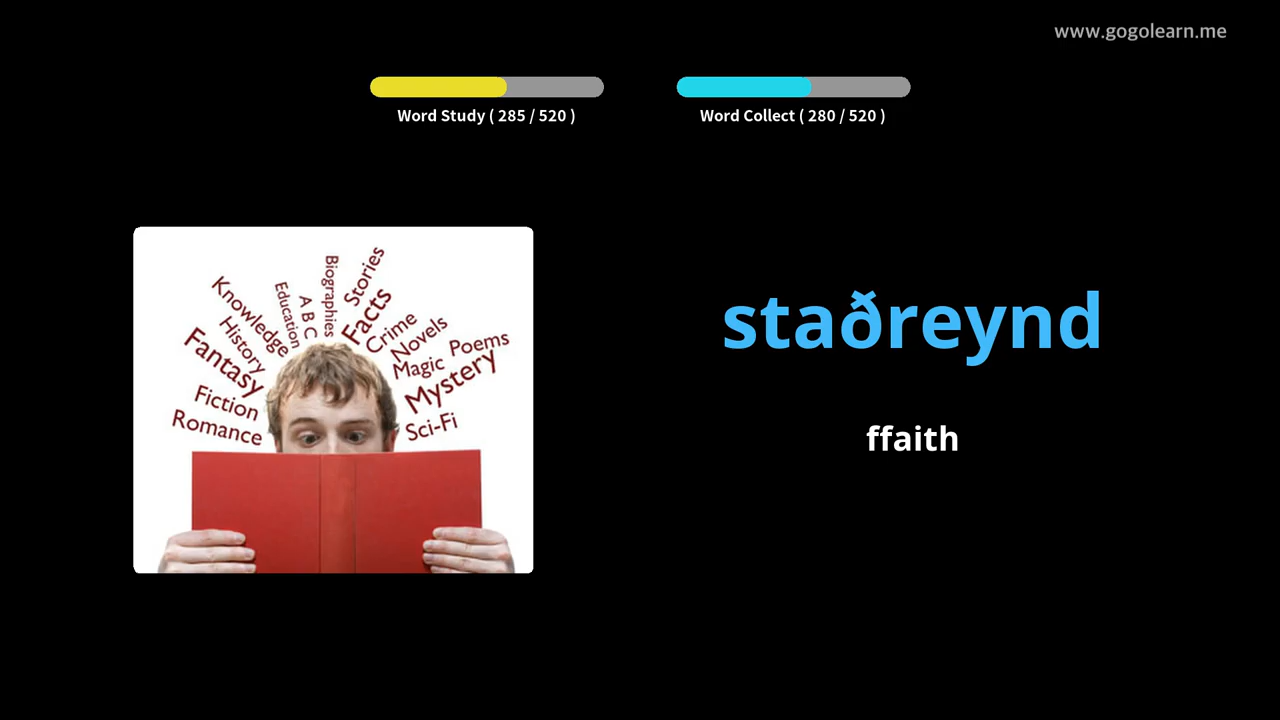 www.gogolearn.me
Word Study ( 285 / 520 )
Word Collect ( 280 / 520 )
Stories
Biographies
Facts
A B C
Education
Knowledge
Crime
History
Novels
Poems
Fantasy
Magic
Mystery
Fiction
Romance
Sci-Fi
staðreynd
ffaith